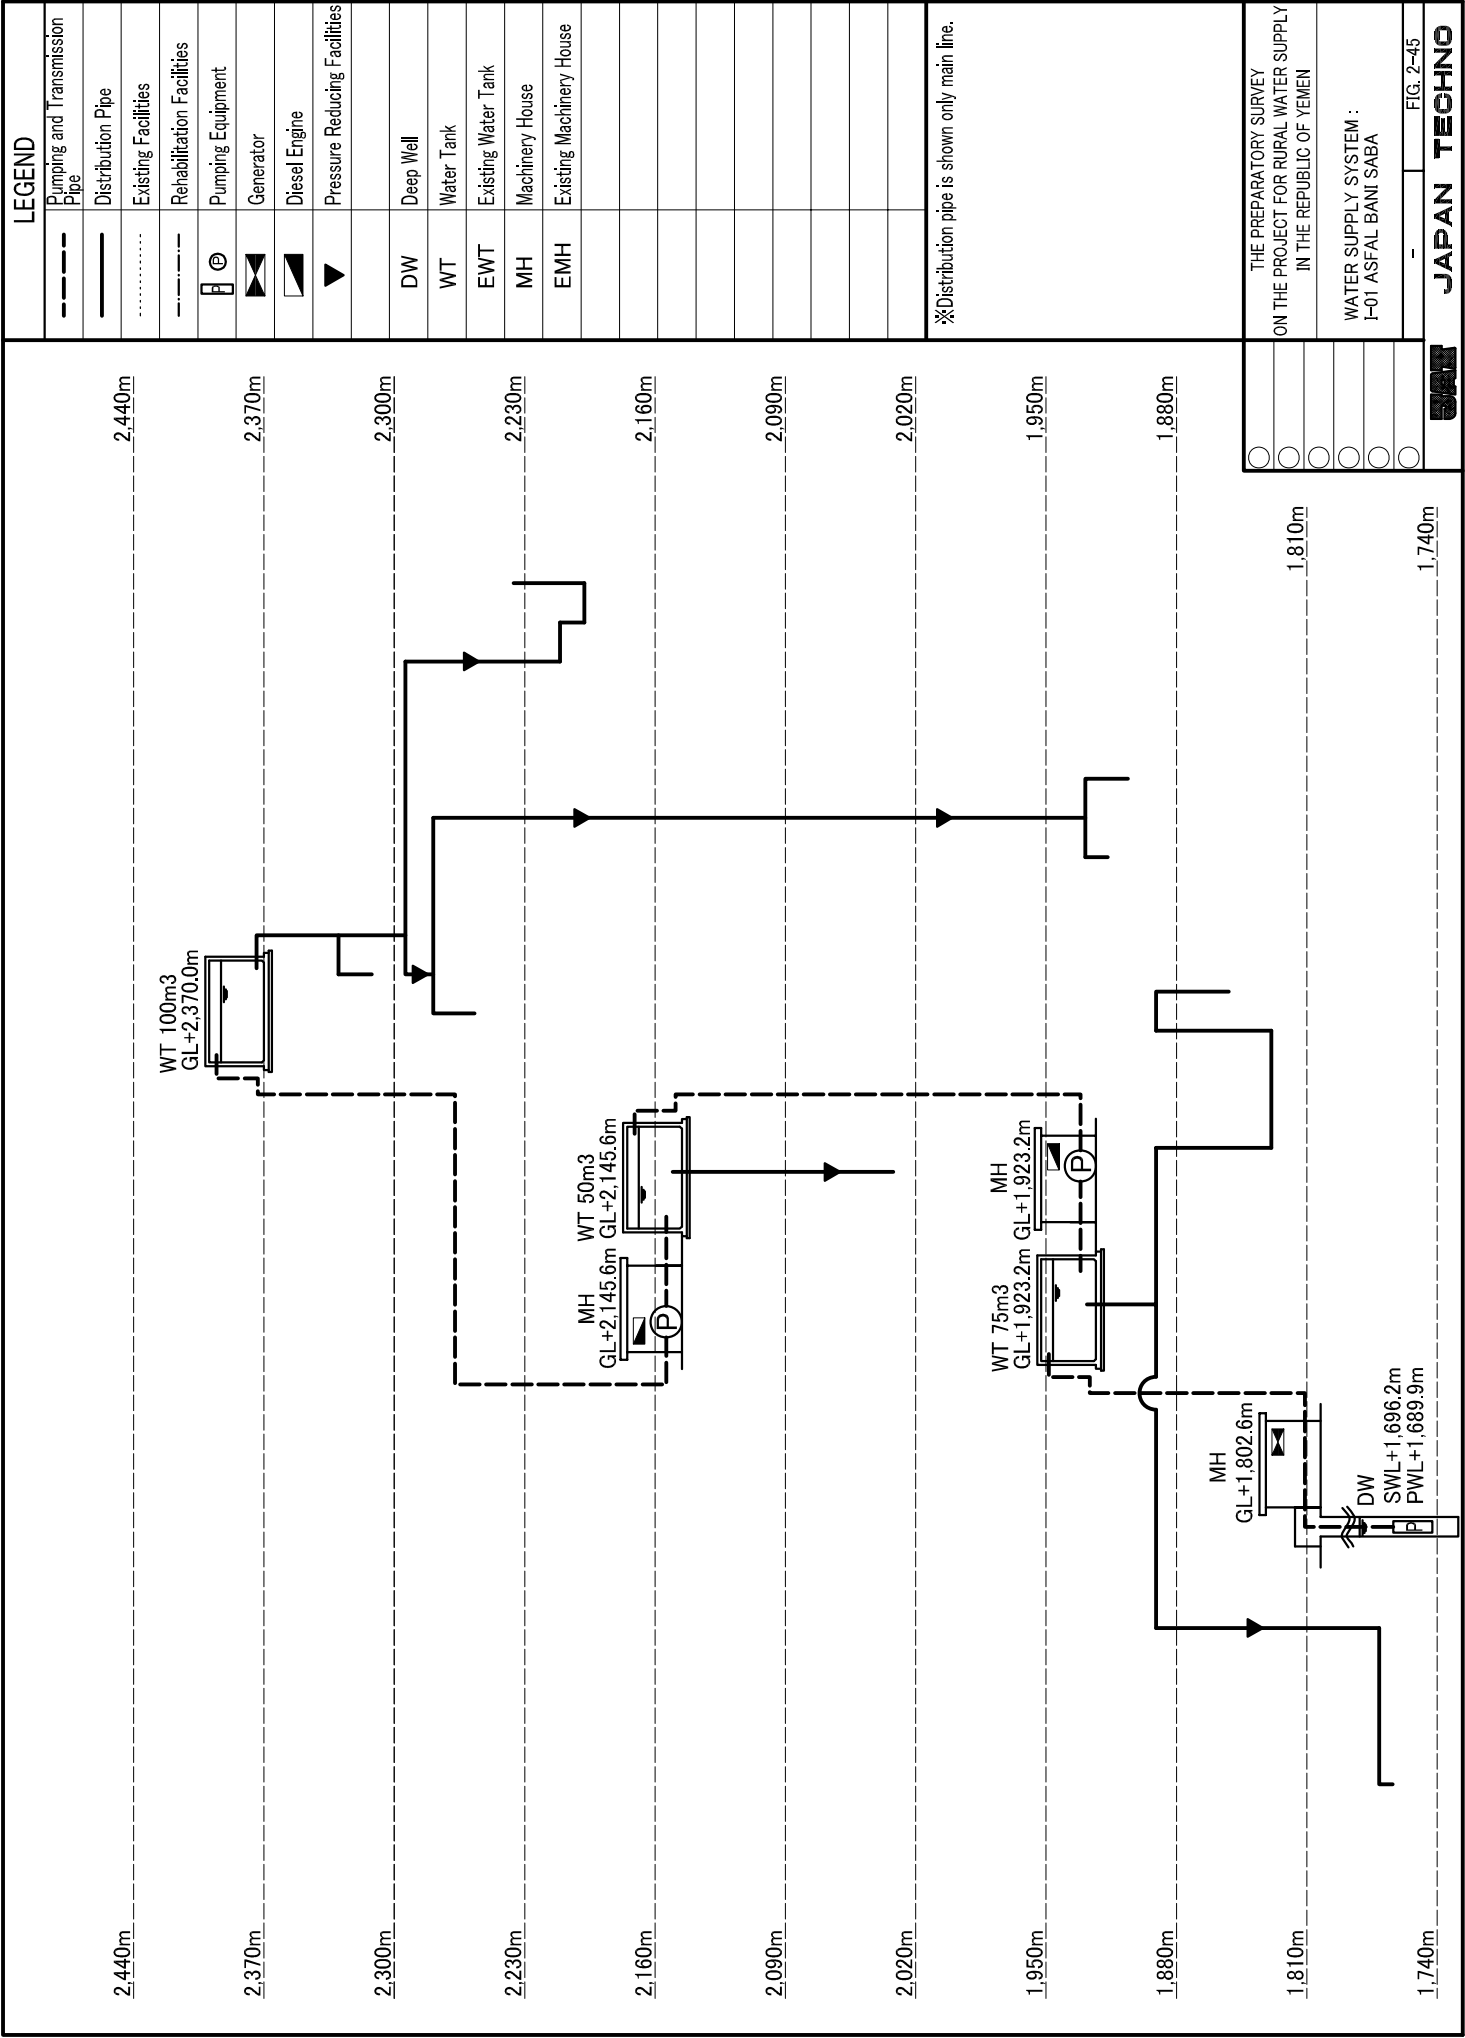 LEGEND
Pumping and Transmission
Pipe
Distribution Pipe
Existing Facilities
Rehabilitation Facilities
P P Pumping Equipment
Generator
Diesel Engine
Pressure Reducing Facilities
DW Deep Well
WT Water Tank
EWT Existing Water Tank
MH Machinery House
EMH Existing Machinery House
※Distribution pipe is shown only main line.
THE PREPARATORY SURVEY
ON THE PROJECT FOR RURAL WATER SUPPLY
IN THE REPUBLIC OF YEMEN
WATER SUPPLY SYSTEM :
I-01 ASFAL BANI SABA
- FIG. 2-45
JAPAN TECHNO
2,440m 2,440m
2,370m 2,370m
2,300m 2,300m
2,230m 2,230m
2,160m 2,160m
2,090m 2,090m
2,020m 2,020m
1,950m 1,950m
1,880m 1,880m
1,810m 1,810m
1,740m 1,740m
WT 100m3
GL+2,370.0m
WT 50m3
GL+2,145.6m
MH
GL+2,145.6m
P
MH
GL+1,923.2m
P
WT 75m3
GL+1,923.2m
MH
GL+1,802.6m
DW
SWL+1,696.2m
PWL+1,689.9m
P